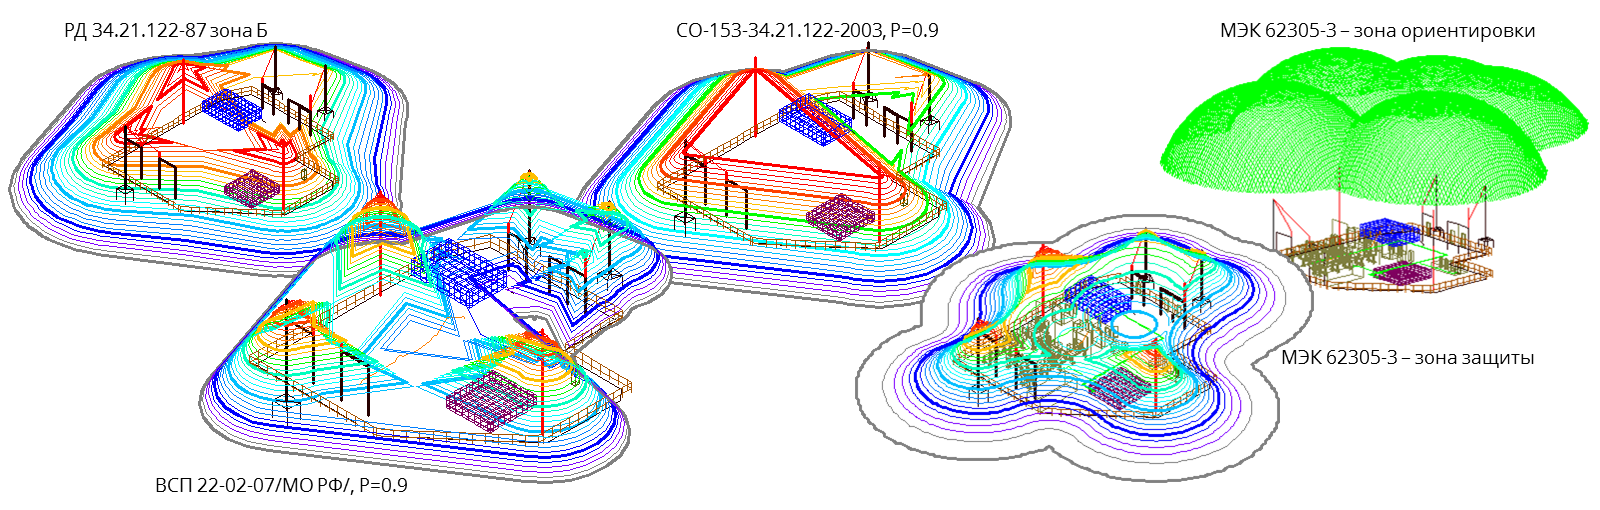 РД 34.21.122-87 зона Б
СО-153-34.21.122-2003, Р=0.9
МЭК 62305-3 – зона ориентировки
МЭК 62305-3 – зона защиты
ВСП 22-02-07/МО РФ/, Р=0.9